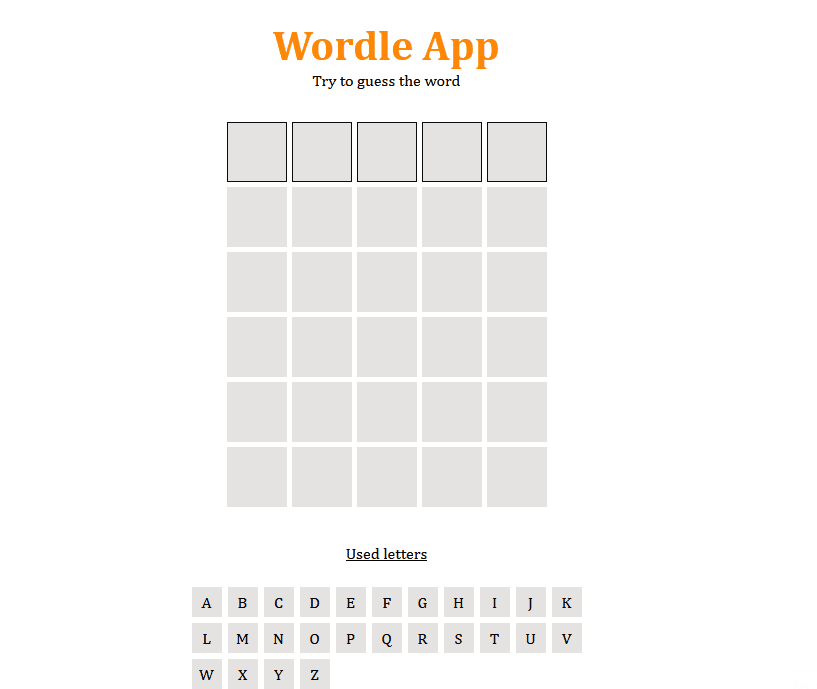 Wordle App
Try to guess the word
Used letters
A B C D E F G H I J K
L M N O P Q R S T U V
W X Y Z